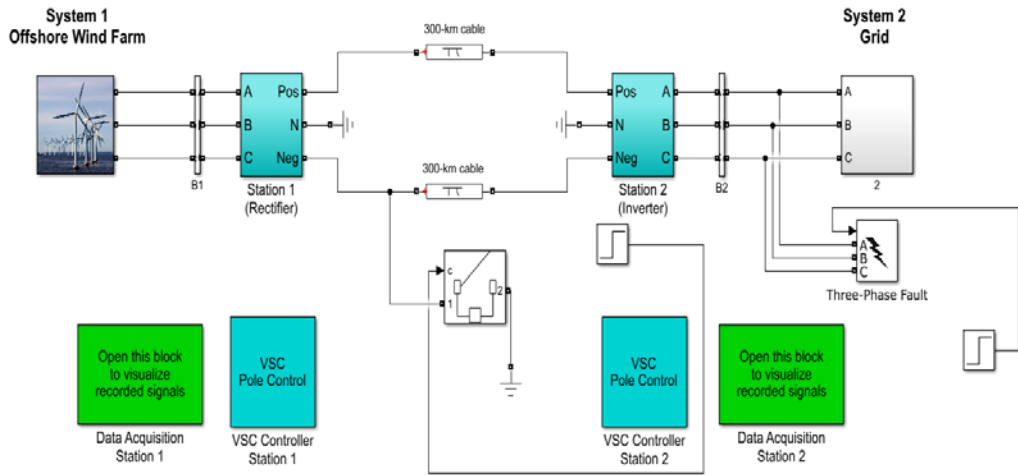 System 1
Offshore Wind Farm
System 2
Grid
300-km cable
A
B
C
Pos
N
Neg
Pos
N
Neg
A
B
C
A
B
C
B1
Station 1
(Rectifier)
300-km cable
Station 2
(Inverter)
B2
2
c
1
2
A
B
C
Three-Phase Fault
Open this block
to visualize
recorded signals
VSC
Pole Control
VSC
Pole Control
Open this block
to visualize
recorded signals
Data Acquisition
Station 1
VSC Controller
Station 1
VSC Controller
Station 2
Data Acquisition
Station 2